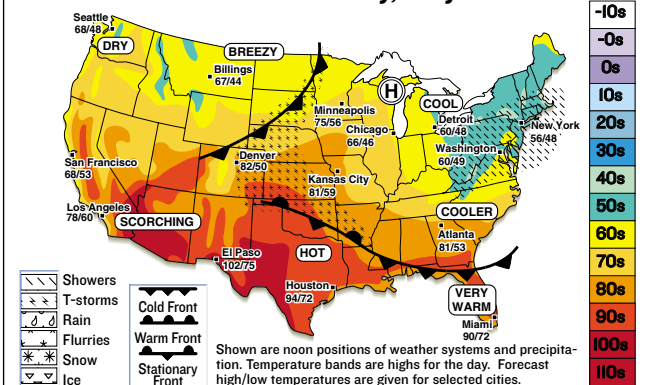 Seattle
68/48
DRY
BREEZY
Billings
67/44
H
COOL
Minneapolis
75/56
Chicago
66/46
Detroit
60/48
New York
56/48
Washington
60/49
San Francisco
68/53
Denver
82/50
Kansas City
81/59
Los Angeles
78/60
SCORCHING
COOLER
Atlanta
81/53
El Paso
102/75
HOT
Houston
94/72
VERY
WARM
Miami
90/72
-10s
-0s
0s
10s
20s
30s
40s
50s
60s
70s
80s
90s
100s
110s
Showers
T-storms
Rain
Flurries
Snow
Ice
Cold Front
Warm Front
Stationary
Front
Shown are noon positions of weather systems and precipita-
tion. Temperature bands are highs for the day. Forecast
high/low temperatures are given for selected cities.